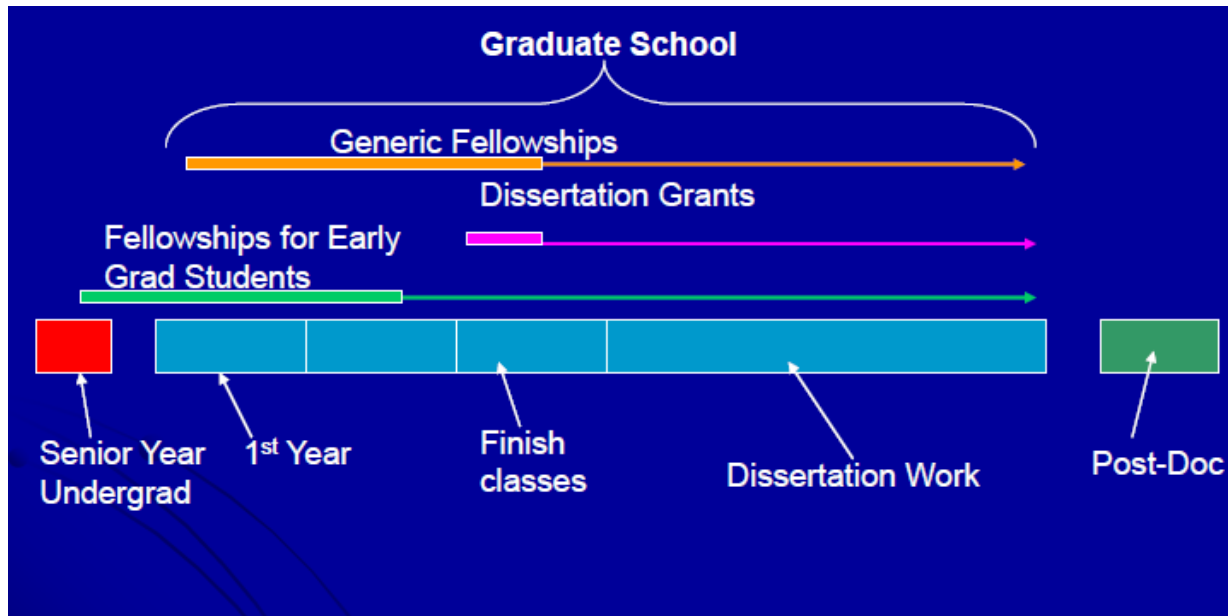 Graduate School
Generic Fellowships
Dissertation Grants
Fellowships for Early
Grad Students
Senior Year
Undergrad
1st Year
Finish
classes
Dissertation Work
Post-Doc